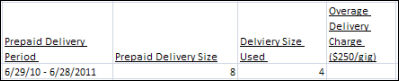 Overage
Delivery
Prepaid Delivery Delviery Size Charge
Period Prepaid Delivery Size Used ($250/gig)
6/29/10 - 6/28/2011 8 4